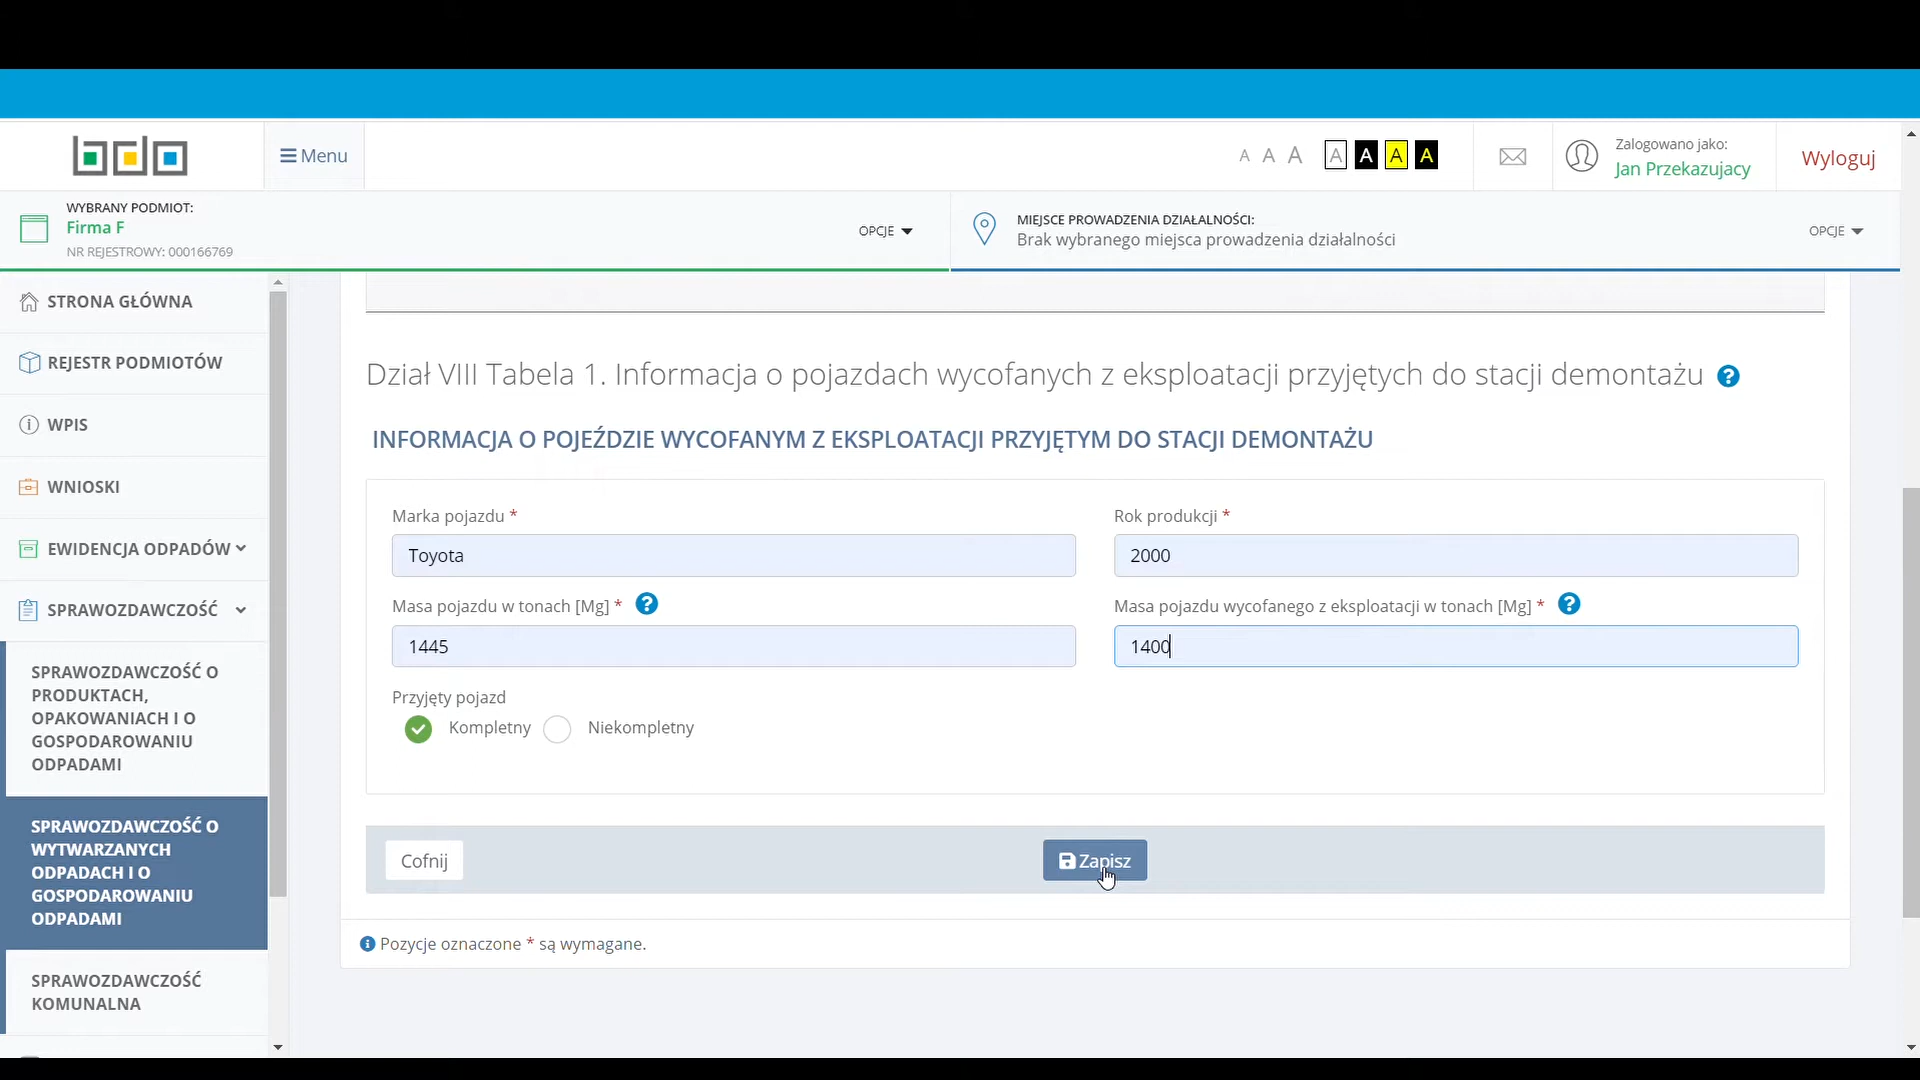 bdo
Menu
A A A A A A A
Zalogowano jako:
Jan Przekazujacy
Wyloguj
WYBRANY PODMIOT:
Firma F
NR REJESTROWY: 000166769
OPCJE
MIEJSCE PROWADZENIA DZIAŁALNOŚCI:
Brak wybranego miejsca prowadzenia działalności
OPCJE
STRONA GŁÓWNA
REJESTR PODMIOTÓW
WPIS
WNIOSKI
EWIDENCJA ODPADÓW
SPRAWOZDAWCZOŚĆ
SPRAWOZDAWCZOŚĆ O
PRODUKTACH,
OPAKOWANIACH I O
GOSPODAROWANIU
ODPADAMI
SPRAWOZDAWCZOŚĆ O
WYTWARZANYCH
ODPADACH I O
GOSPODAROWANIU
ODPADAMI
SPRAWOZDAWCZOŚĆ
KOMUNALNA
Dział VIII Tabela 1. Informacja o pojazdach wycofanych z eksploatacji przyjętych do stacji demontażu ?
INFORMACJA O POJEŹDZIE WYCOFANYM Z EKSPLOATACJI PRZYJĘTYM DO STACJI DEMONTAŻU
Marka pojazdu *
Toyota
Rok produkcji *
2000
Masa pojazdu w tonach [Mg] * ?
1445
Masa pojazdu wycofanego z eksploatacji w tonach [Mg] * ?
1400
Przyjęty pojazd
Kompletny
Niekompletny
Cofnij
Zapisz
Pozycje oznaczone * są wymagane.